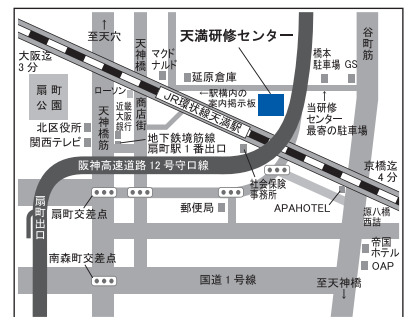 ↑
至天六
天神橋
商店街
マクド
ナルド
天満研修センター
谷町筋
大阪迄
3分
橋本
駐車場
GS
延原倉庫
←駅構内の
案内掲示板
ローソン
扇町
公園
JR環状線天満駅
近畿
大阪
銀行
天神橋筋
当研修
センター
最寄の駐車場
北区役所
関西テレビ
地下鉄境筋線
扇町駅1番出口
阪神高速道路12号守口線
京橋迄
4分
社会保険
事務所
扇町出口
扇町交差点
郵便局
APAHOTEL
源八橋
西詰
帝国
ホテル
OAP
南森町交差点
国道1号線
至天神橋
↓